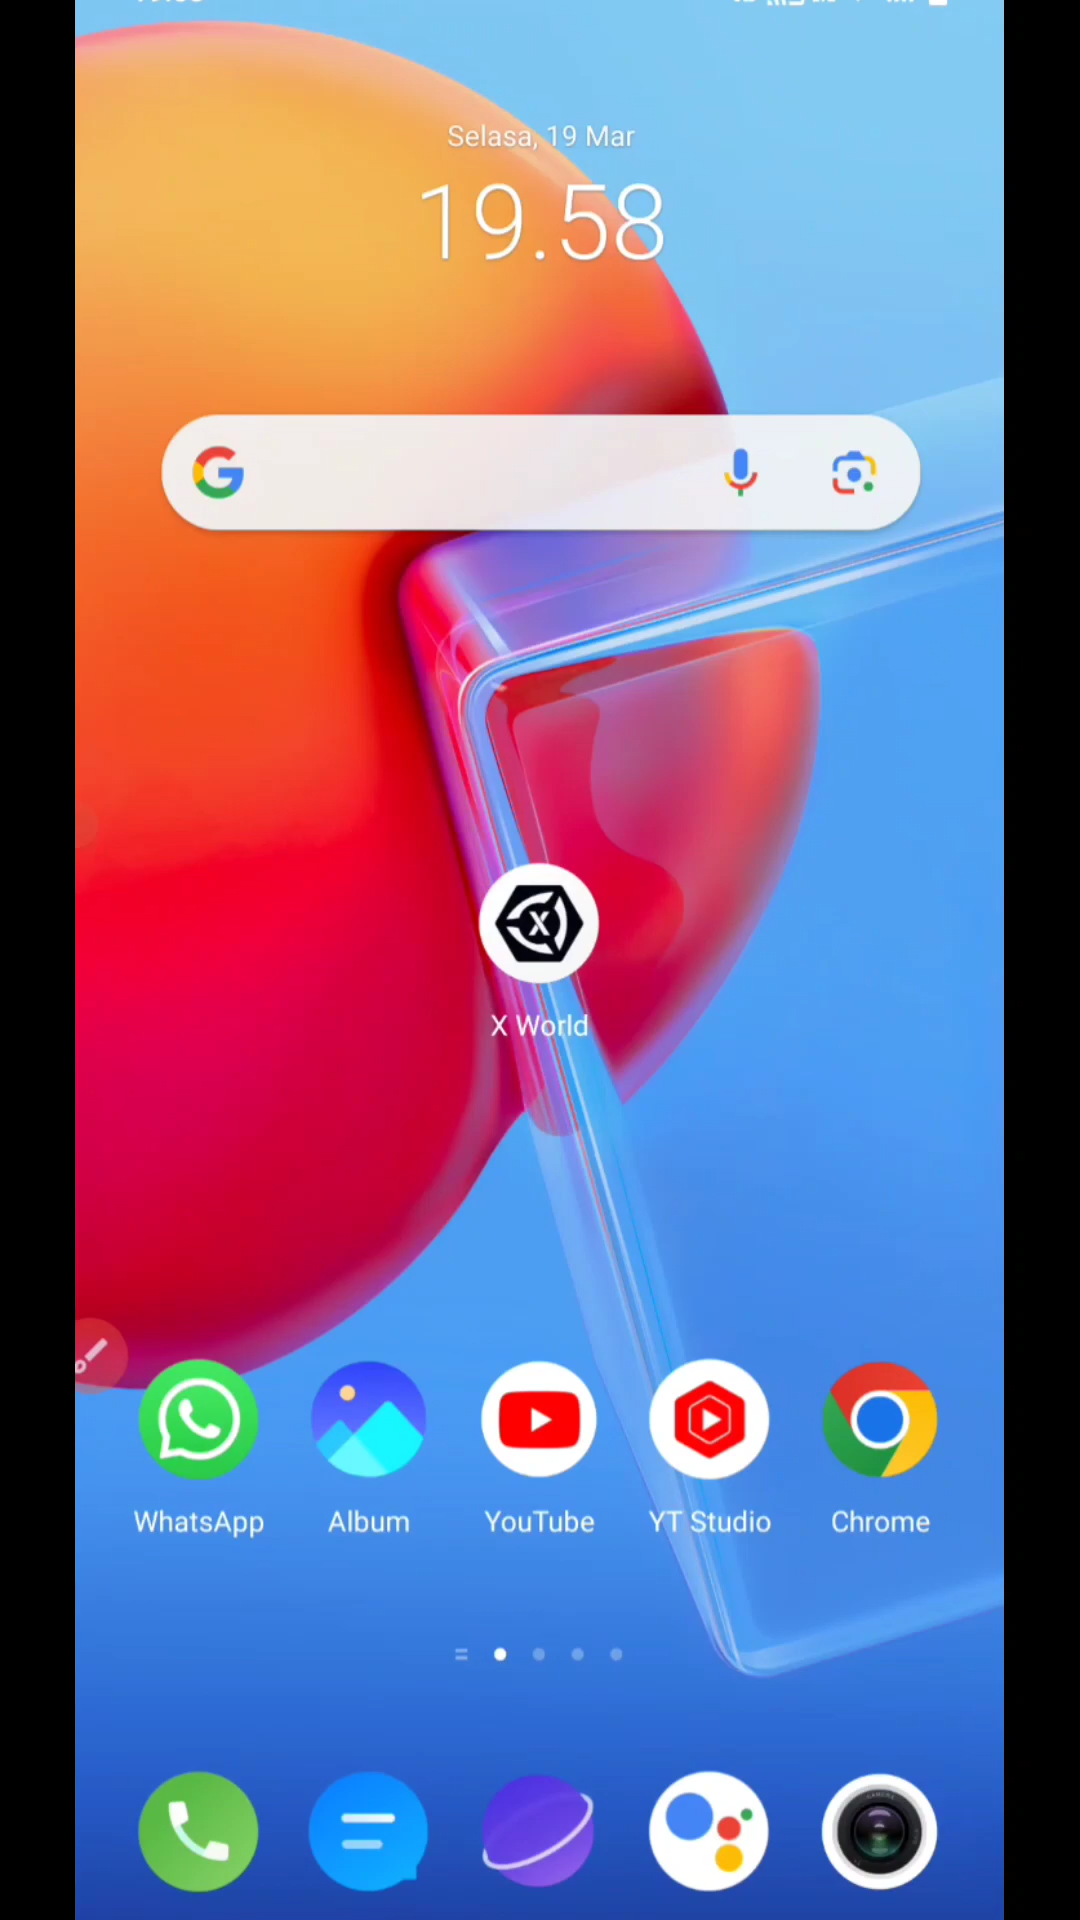 Selasa, 19 Mar
19.58
X World
WhatsApp
Album
YouTube
YT Studio
Chrome